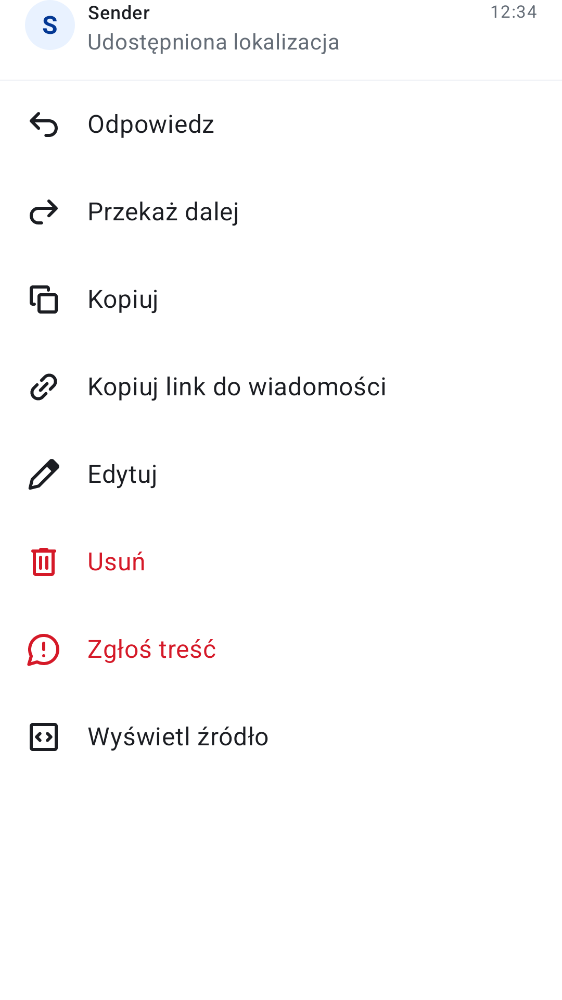 S
Sender
12:34
Udostępniona lokalizacja
Odpowiedz
Przekaż dalej
Kopiuj
Kopiuj link do wiadomości
Edytuj
Usuń
Zgłoś treść
Wyświetl źródło